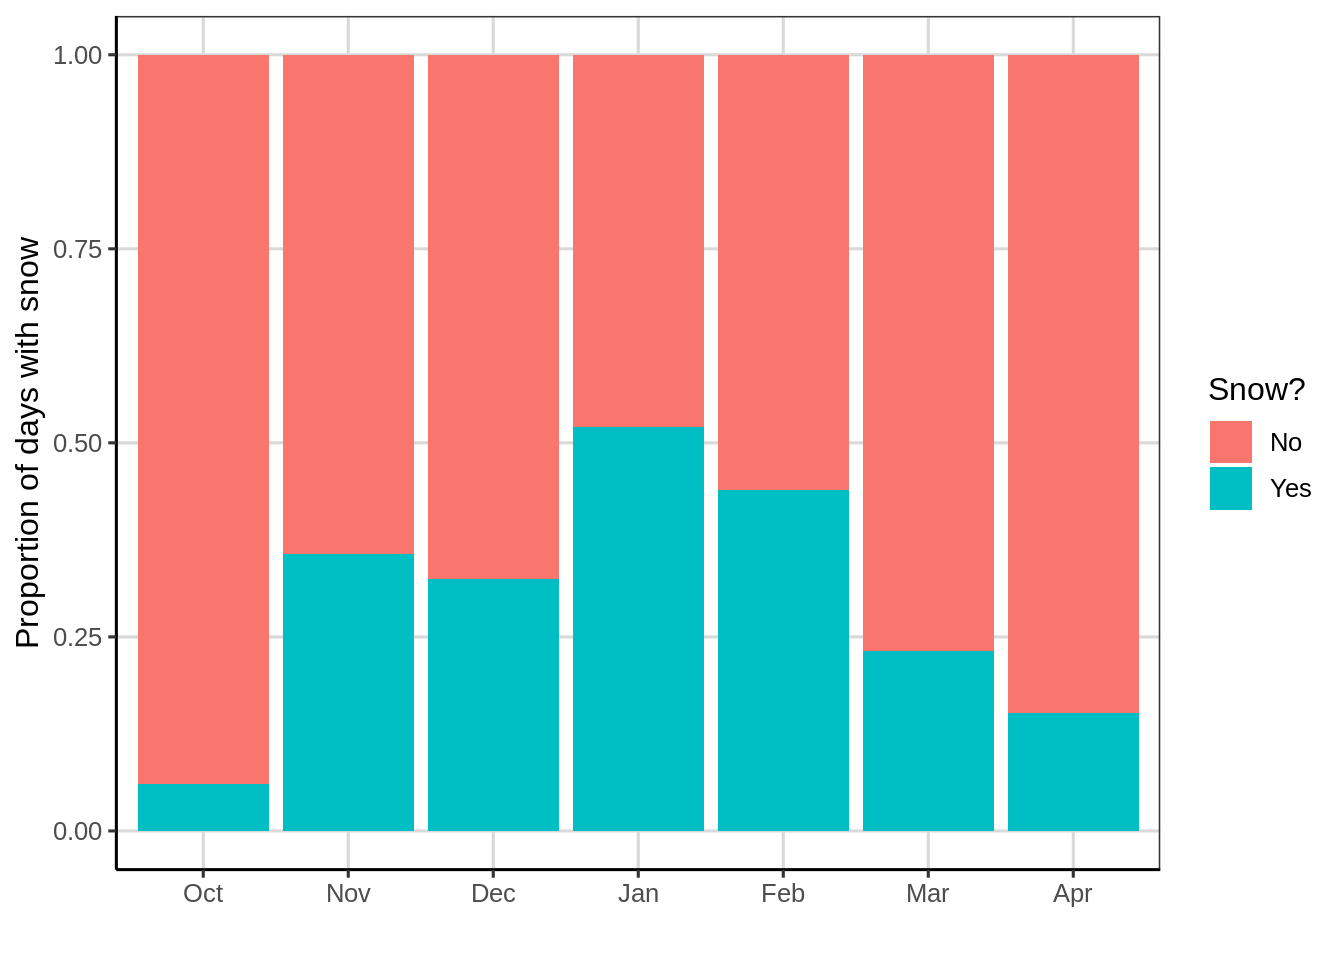 Proportion of days with snow
1.00
0.75
0.50
0.25
0.00
Oct Nov Dec Jan Feb Mar Apr
Snow?
No
Yes